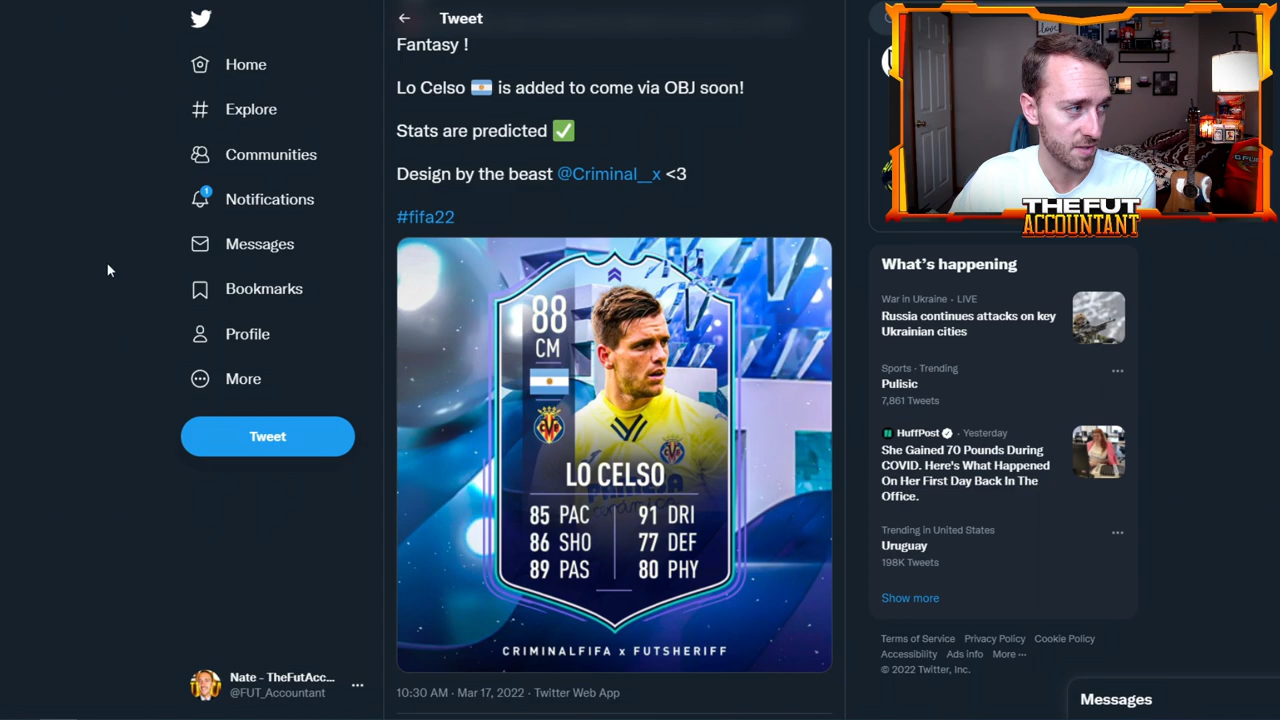 Home
Explore
Communities
1
Notifications
Messages
Bookmarks
Profile
More
Tweet
Nate - TheFutAcc...
@FUT_Accountant
Tweet
Fantasy !
Lo Celso 🇦🇷 is added to come via OBJ soon!
Stats are predicted ✅
Design by the beast @Criminal__x <3
#fifa22
88
CM
LO CELSO
85 PAC 91 DRI
86 SHO 77 DEF
89 PAS 80 PHY
CRIMINALFIFA x FUTSHERIFF
10:30 AM · Mar 17, 2022 · Twitter Web App
THE FUT
ACCOUNTANT
What's happening
War in Ukraine · LIVE
Russia continues attacks on key
Ukrainian cities
Sports · Trending
Pulisic
7,861 Tweets
HuffPost · Yesterday
She Gained 70 Pounds During
COVID. Here's What Happened
On Her First Day Back In The
Office.
Trending in United States
Uruguay
198K Tweets
Show more
Terms of Service Privacy Policy Cookie Policy
Accessibility Ads info More ···
© 2022 Twitter, Inc.
Messages